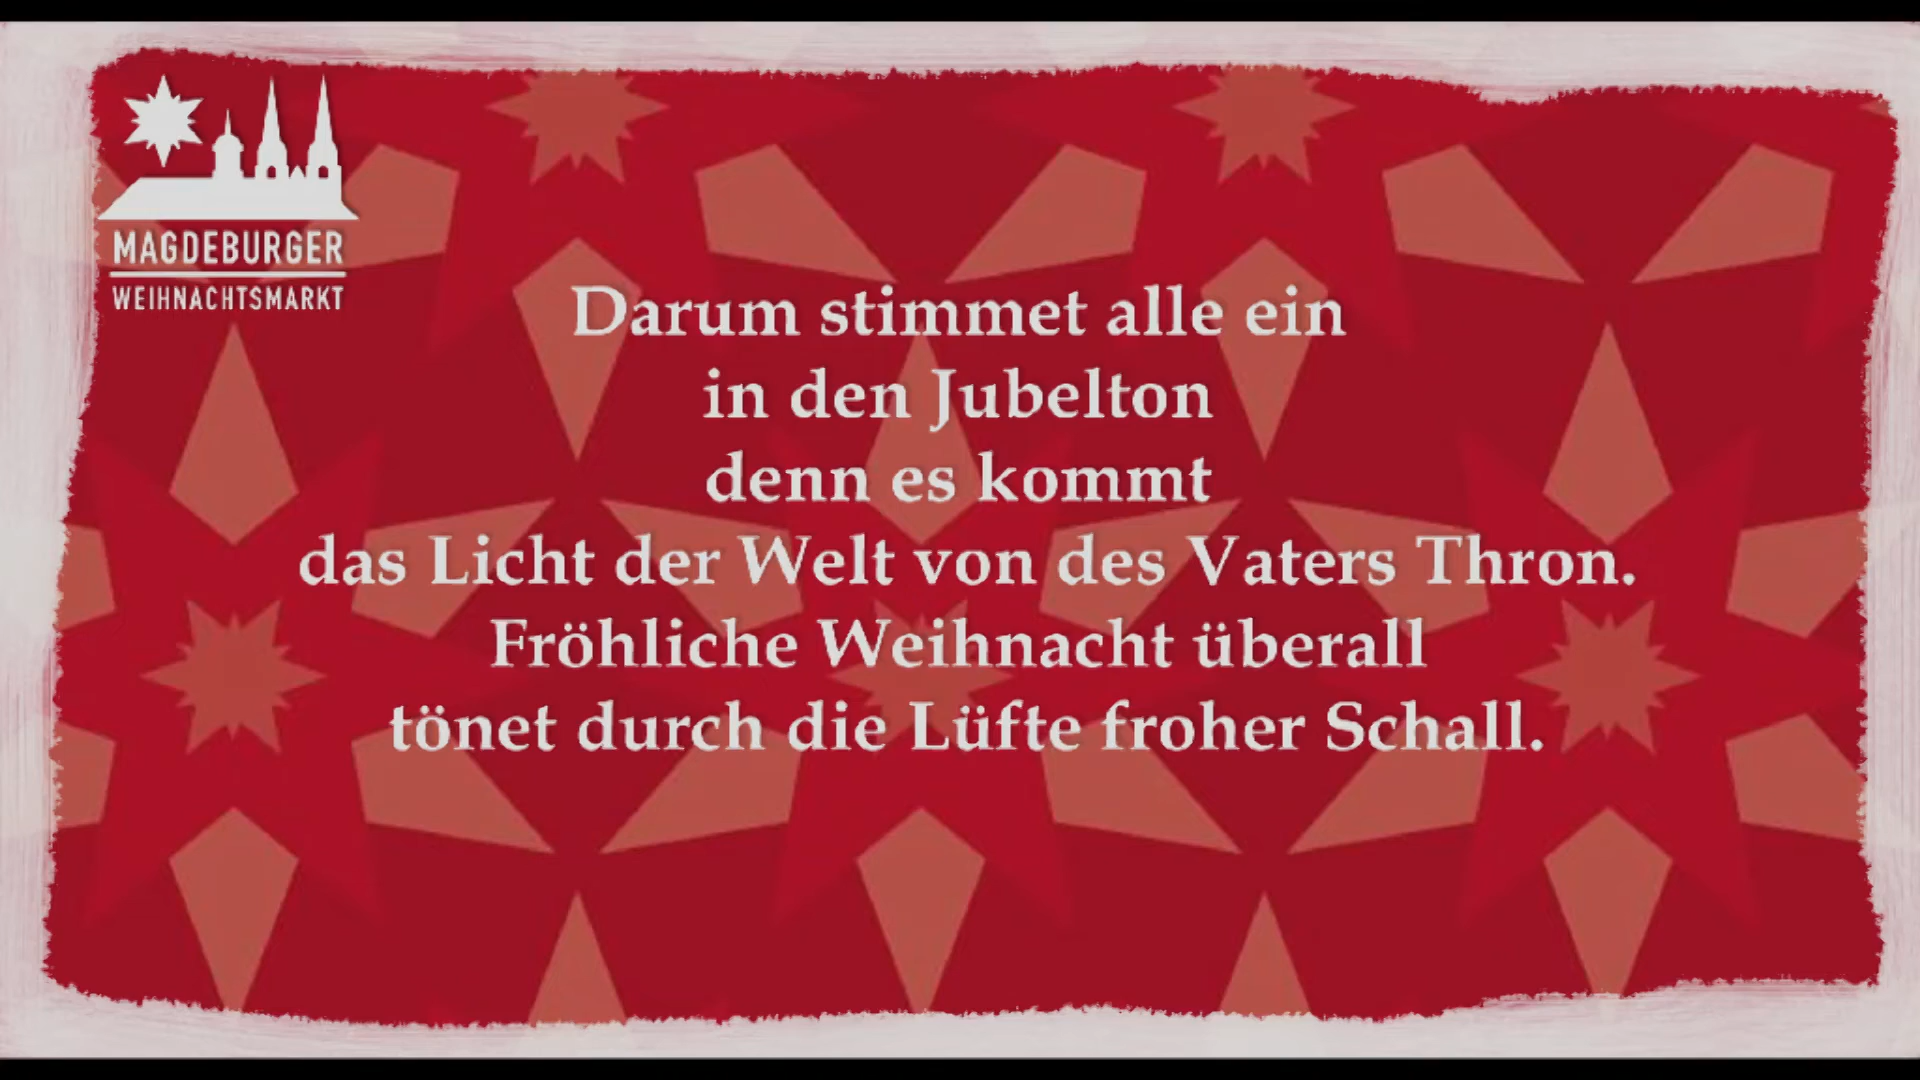 MAGDEBURGER
WEIHNACHTSMARKT
Darum stimmet alle ein
in den Jubelton
denn es kommt
das Licht der Welt von des Vaters Thron.
Fröhliche Weihnacht überall
tönet durch die Lüfte froher Schall.